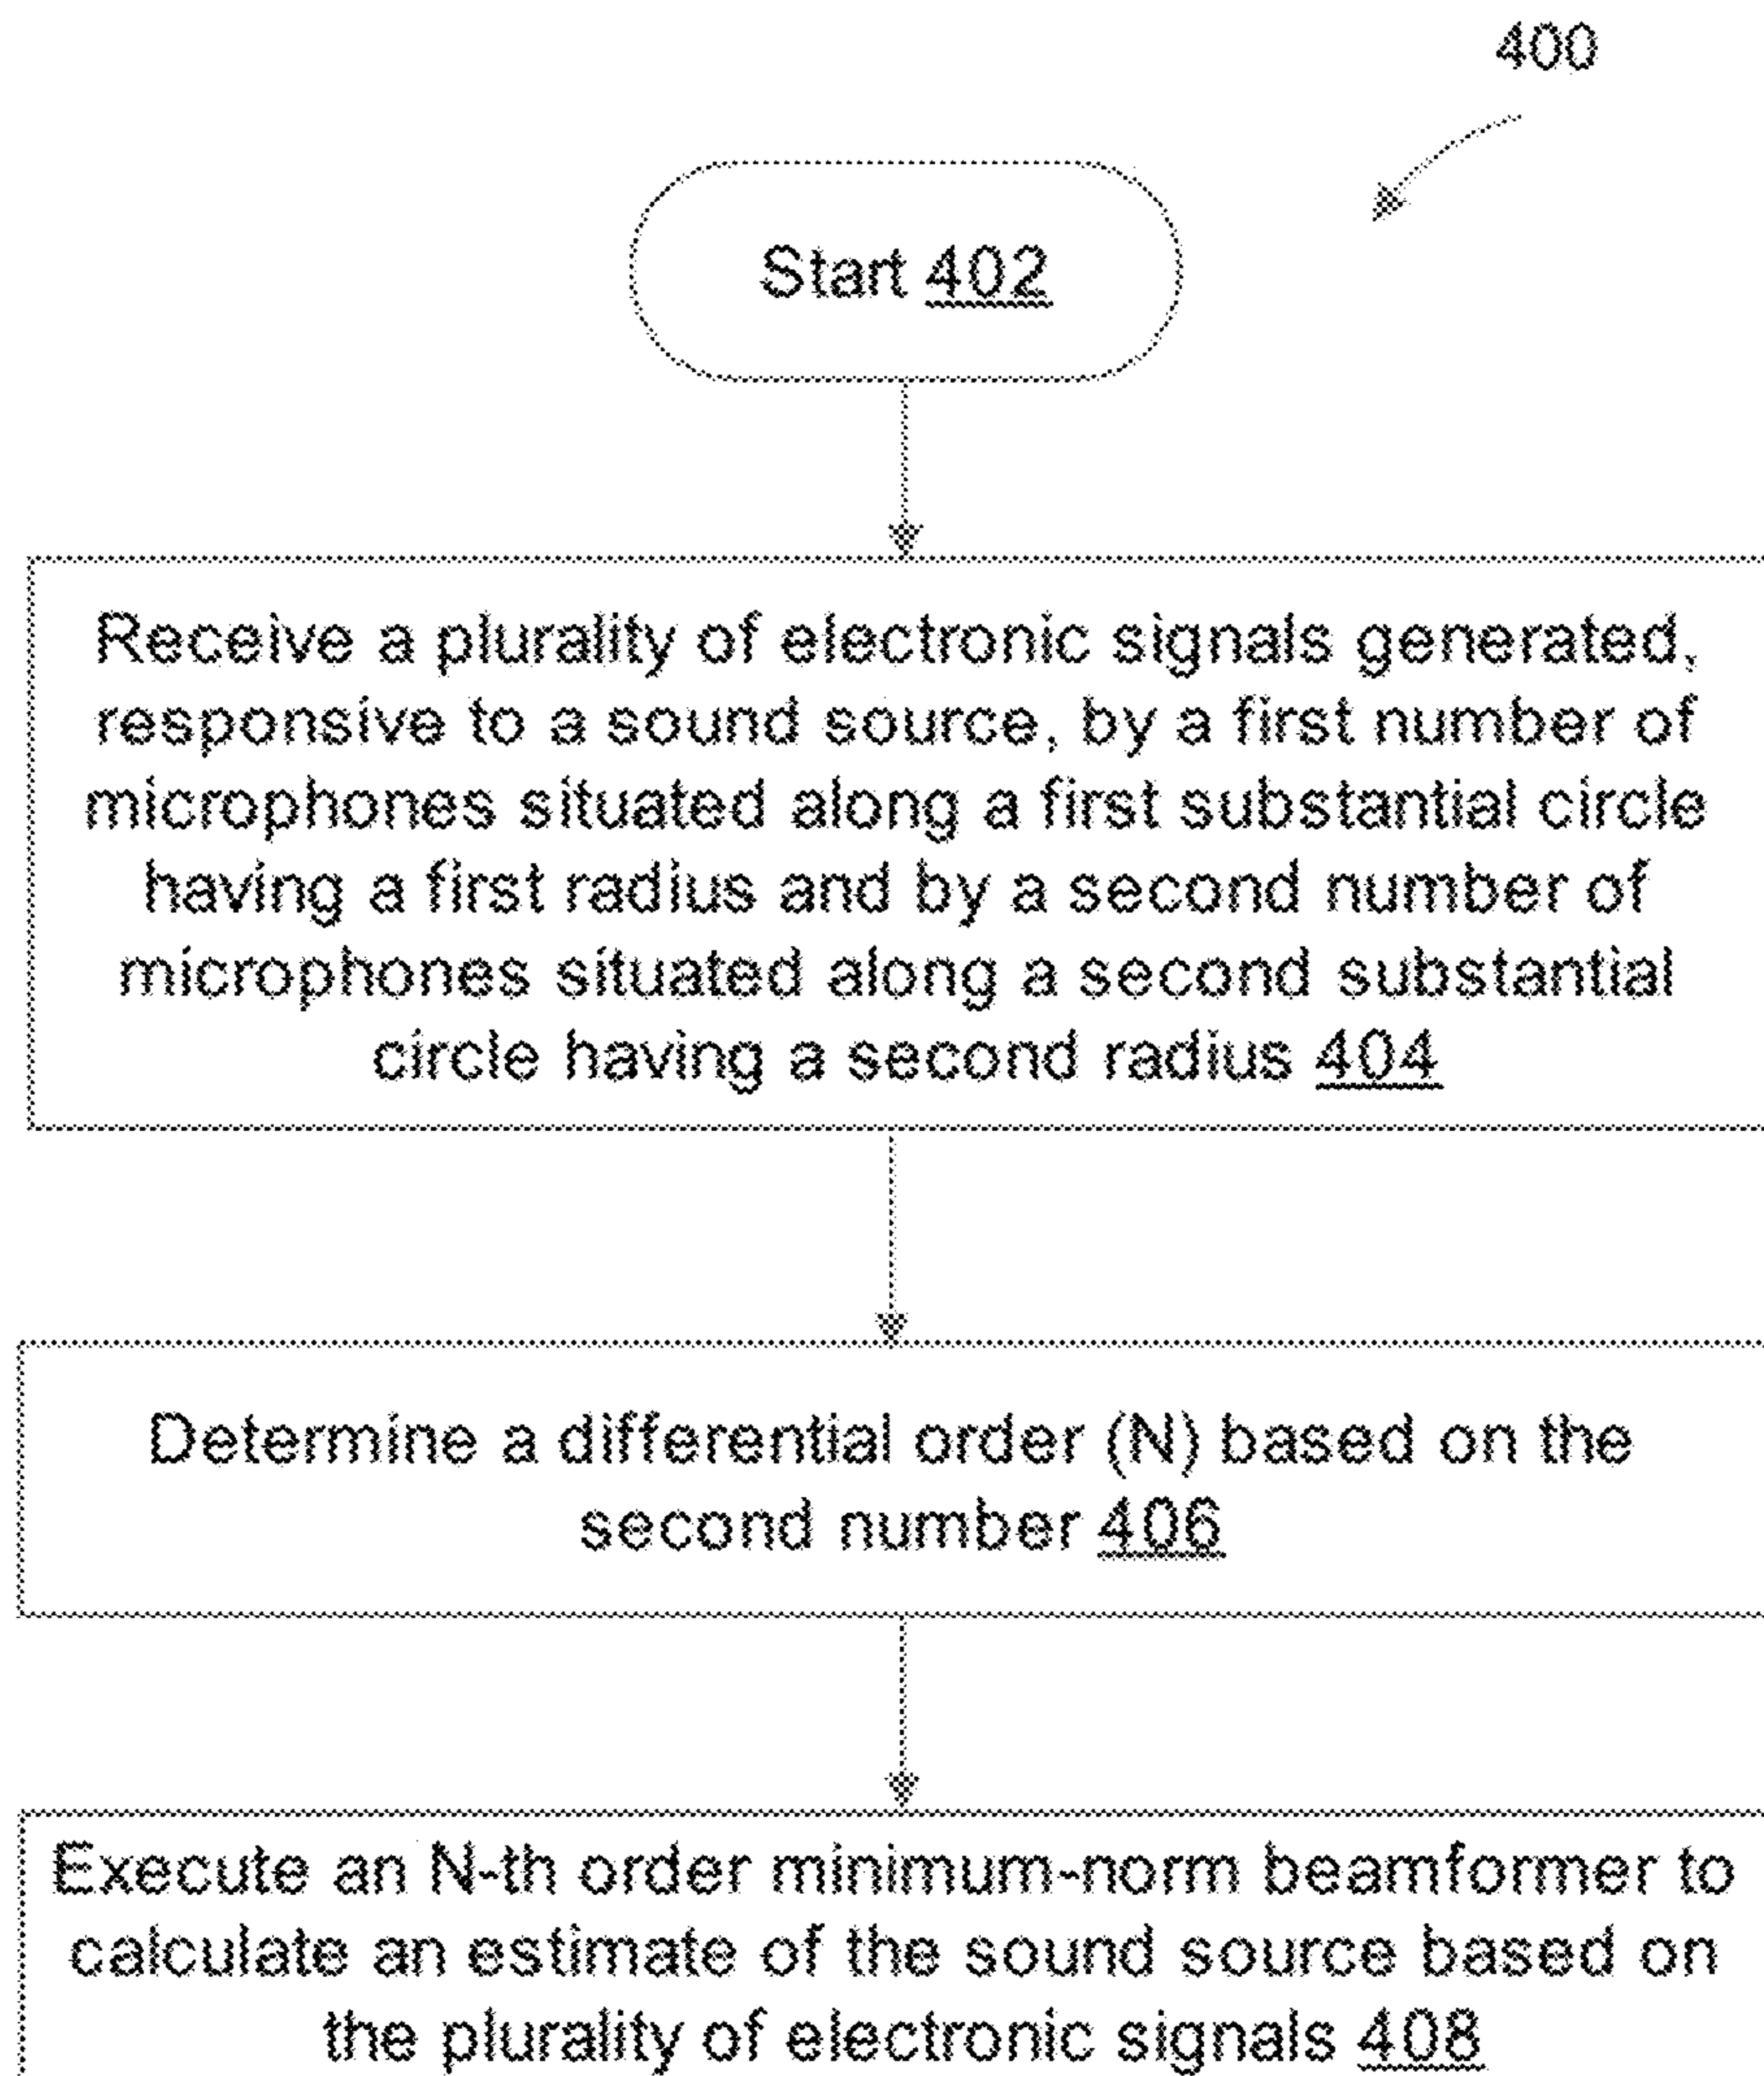 400
Start 402
Receive a plurality of electronic signals generated,
responsive to a sound source, by a first number of
microphones situated along a first substantial circle
having a first radius and by a second number of
microphones situated along a second substantial
circle having a second radius 404
Determine a differential order (N) based on the
second number 406
Execute an N-th order minimum-norm beamformer to
calculate an estimate of the sound source based on
the plurality of electronic signals 408